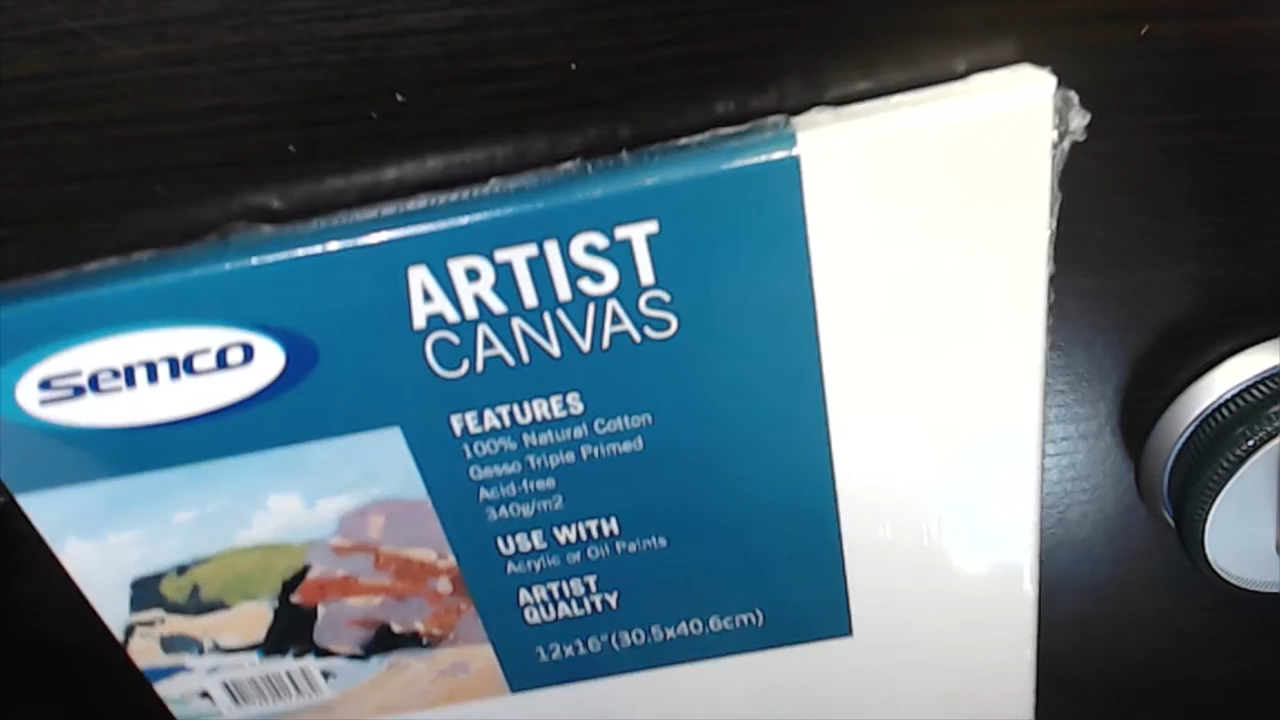 Semco
ARTIST
CANVAS
FEATURES
100% Natural Cotton
Gesso Triple Primed
Acid-free
340g/m2
USE WITH
Acrylic or Oil Paints
ARTIST
QUALITY
12x16"(30.5x40.6cm)